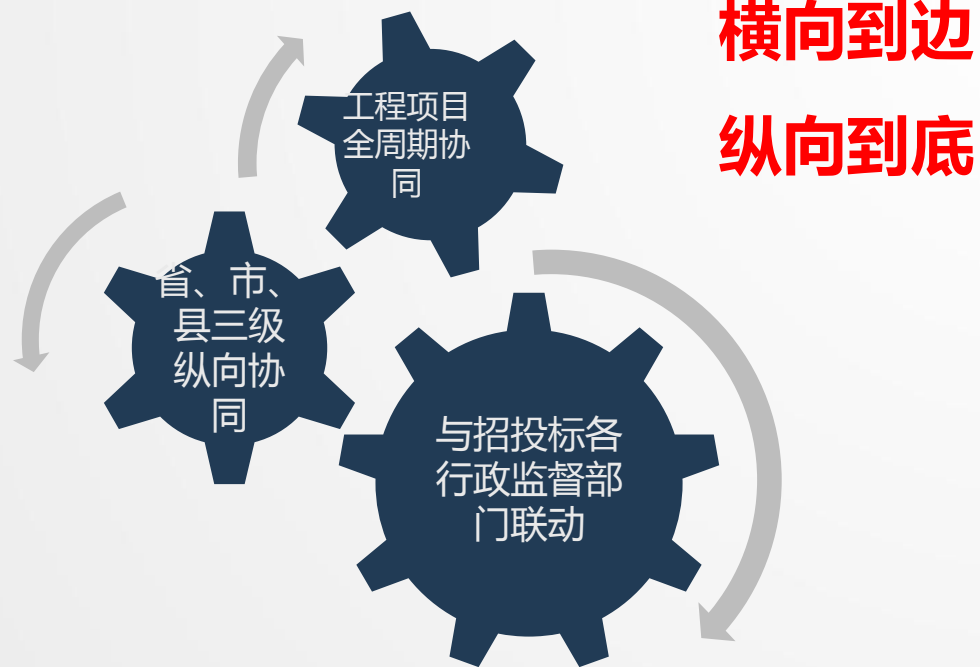 横向到边
纵向到底
工程项目
全周期协
同
省、市、
县三级
纵向协
同
与招投标各
行政监督部
门联动